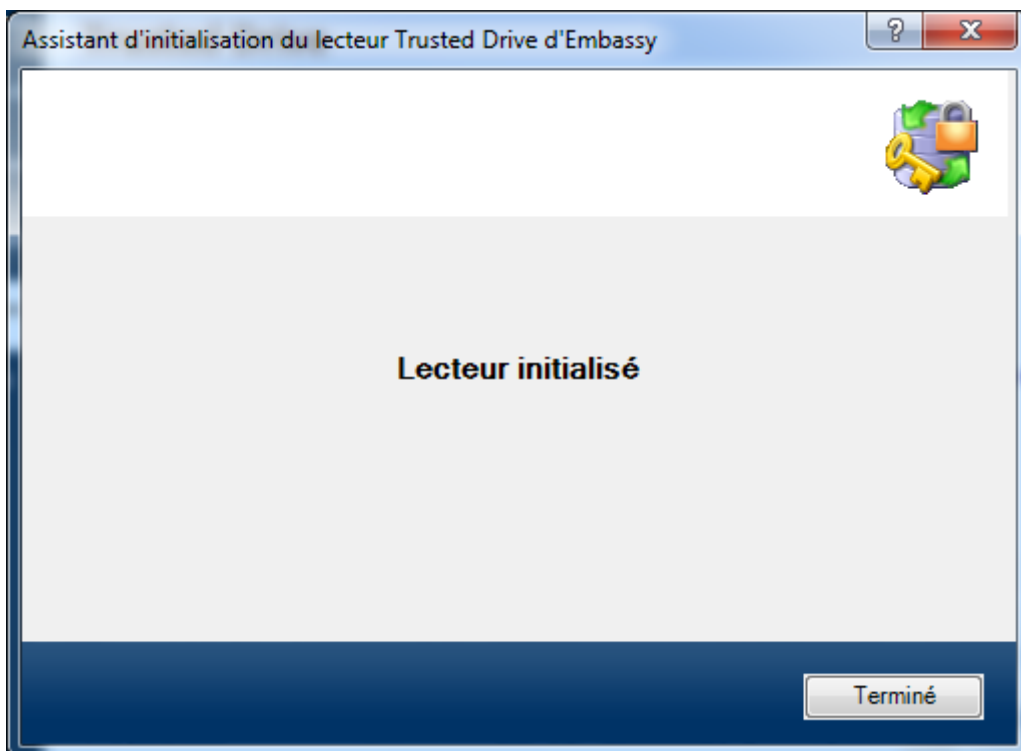 Assistant d'initialisation du lecteur Trusted Drive d'Embassy
Lecteur initialisé
Terminé